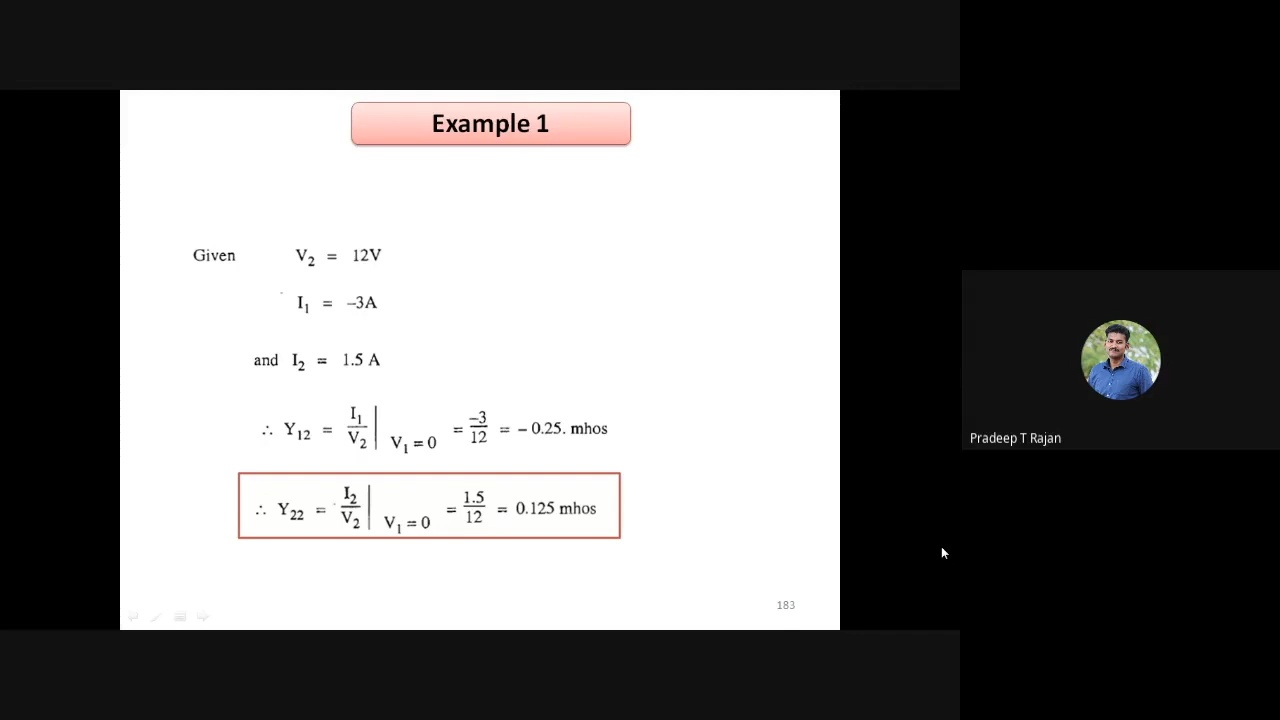 Example 1
Given V₂ = 12V
I₁ = –3A
and I₂ = 1.5 A
∴ Y₁₂ = I₁/V₂ | V₁ = 0 = –3/12 = – 0.25. mhos
∴ Y₂₂ = I₂/V₂ | V₁ = 0 = 1.5/12 = 0.125 mhos
183
Pradeep T Rajan